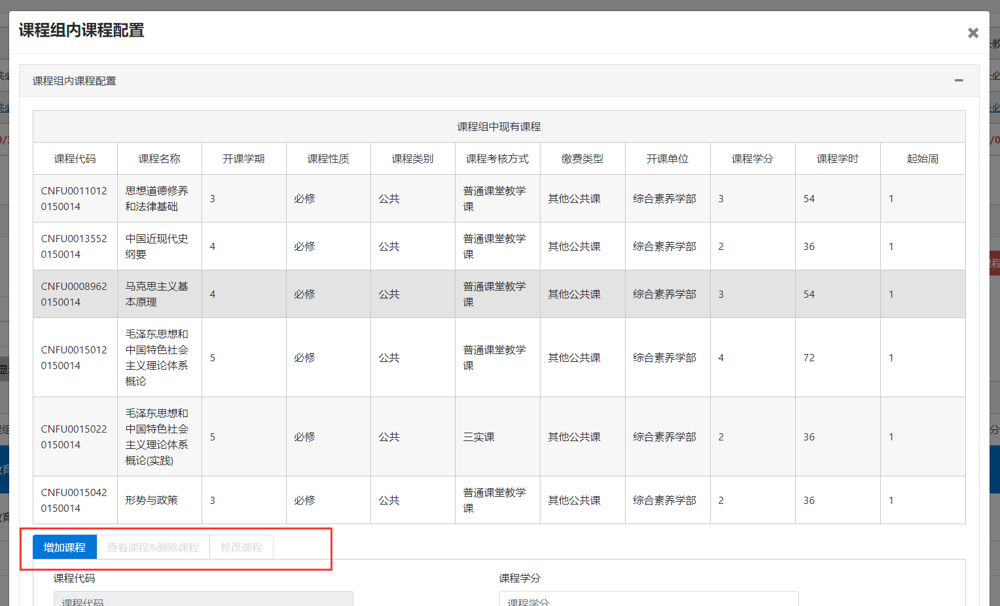 课程组内课程配置
课程组内课程配置
课程组中现有课程
课程代码 课程名称 开课学期 课程性质 课程类别 课程考核方式 缴费类型 开课单位 课程学分 课程学时 起始周
CNFU0011012
0150014
思想道德修养
和法律基础
3
必修
公共
普通课堂教学
课
其他公共课
综合素养学部
3
54
1
CNFU0013552
0150014
中国近现代史
纲要
4
必修
公共
普通课堂教学
课
其他公共课
综合素养学部
2
36
1
CNFU0008962
0150014
马克思主义基
本原理
4
必修
公共
普通课堂教学
课
其他公共课
综合素养学部
3
54
1
CNFU0015012
0150014
毛泽东思想和
中国特色社会
主义理论体系
概论
5
必修
公共
普通课堂教学
课
其他公共课
综合素养学部
4
72
1
CNFU0015022
0150014
毛泽东思想和
中国特色社会
主义理论体系
概论(实践)
5
必修
公共
三实课
其他公共课
综合素养学部
2
36
1
CNFU0015042
0150014
形势与政策
3
必修
公共
普通课堂教学
课
其他公共课
综合素养学部
2
36
1
增加课程 查看课程&删除课程 修改课程
课程代码 课程学分
课程代码 课程学分